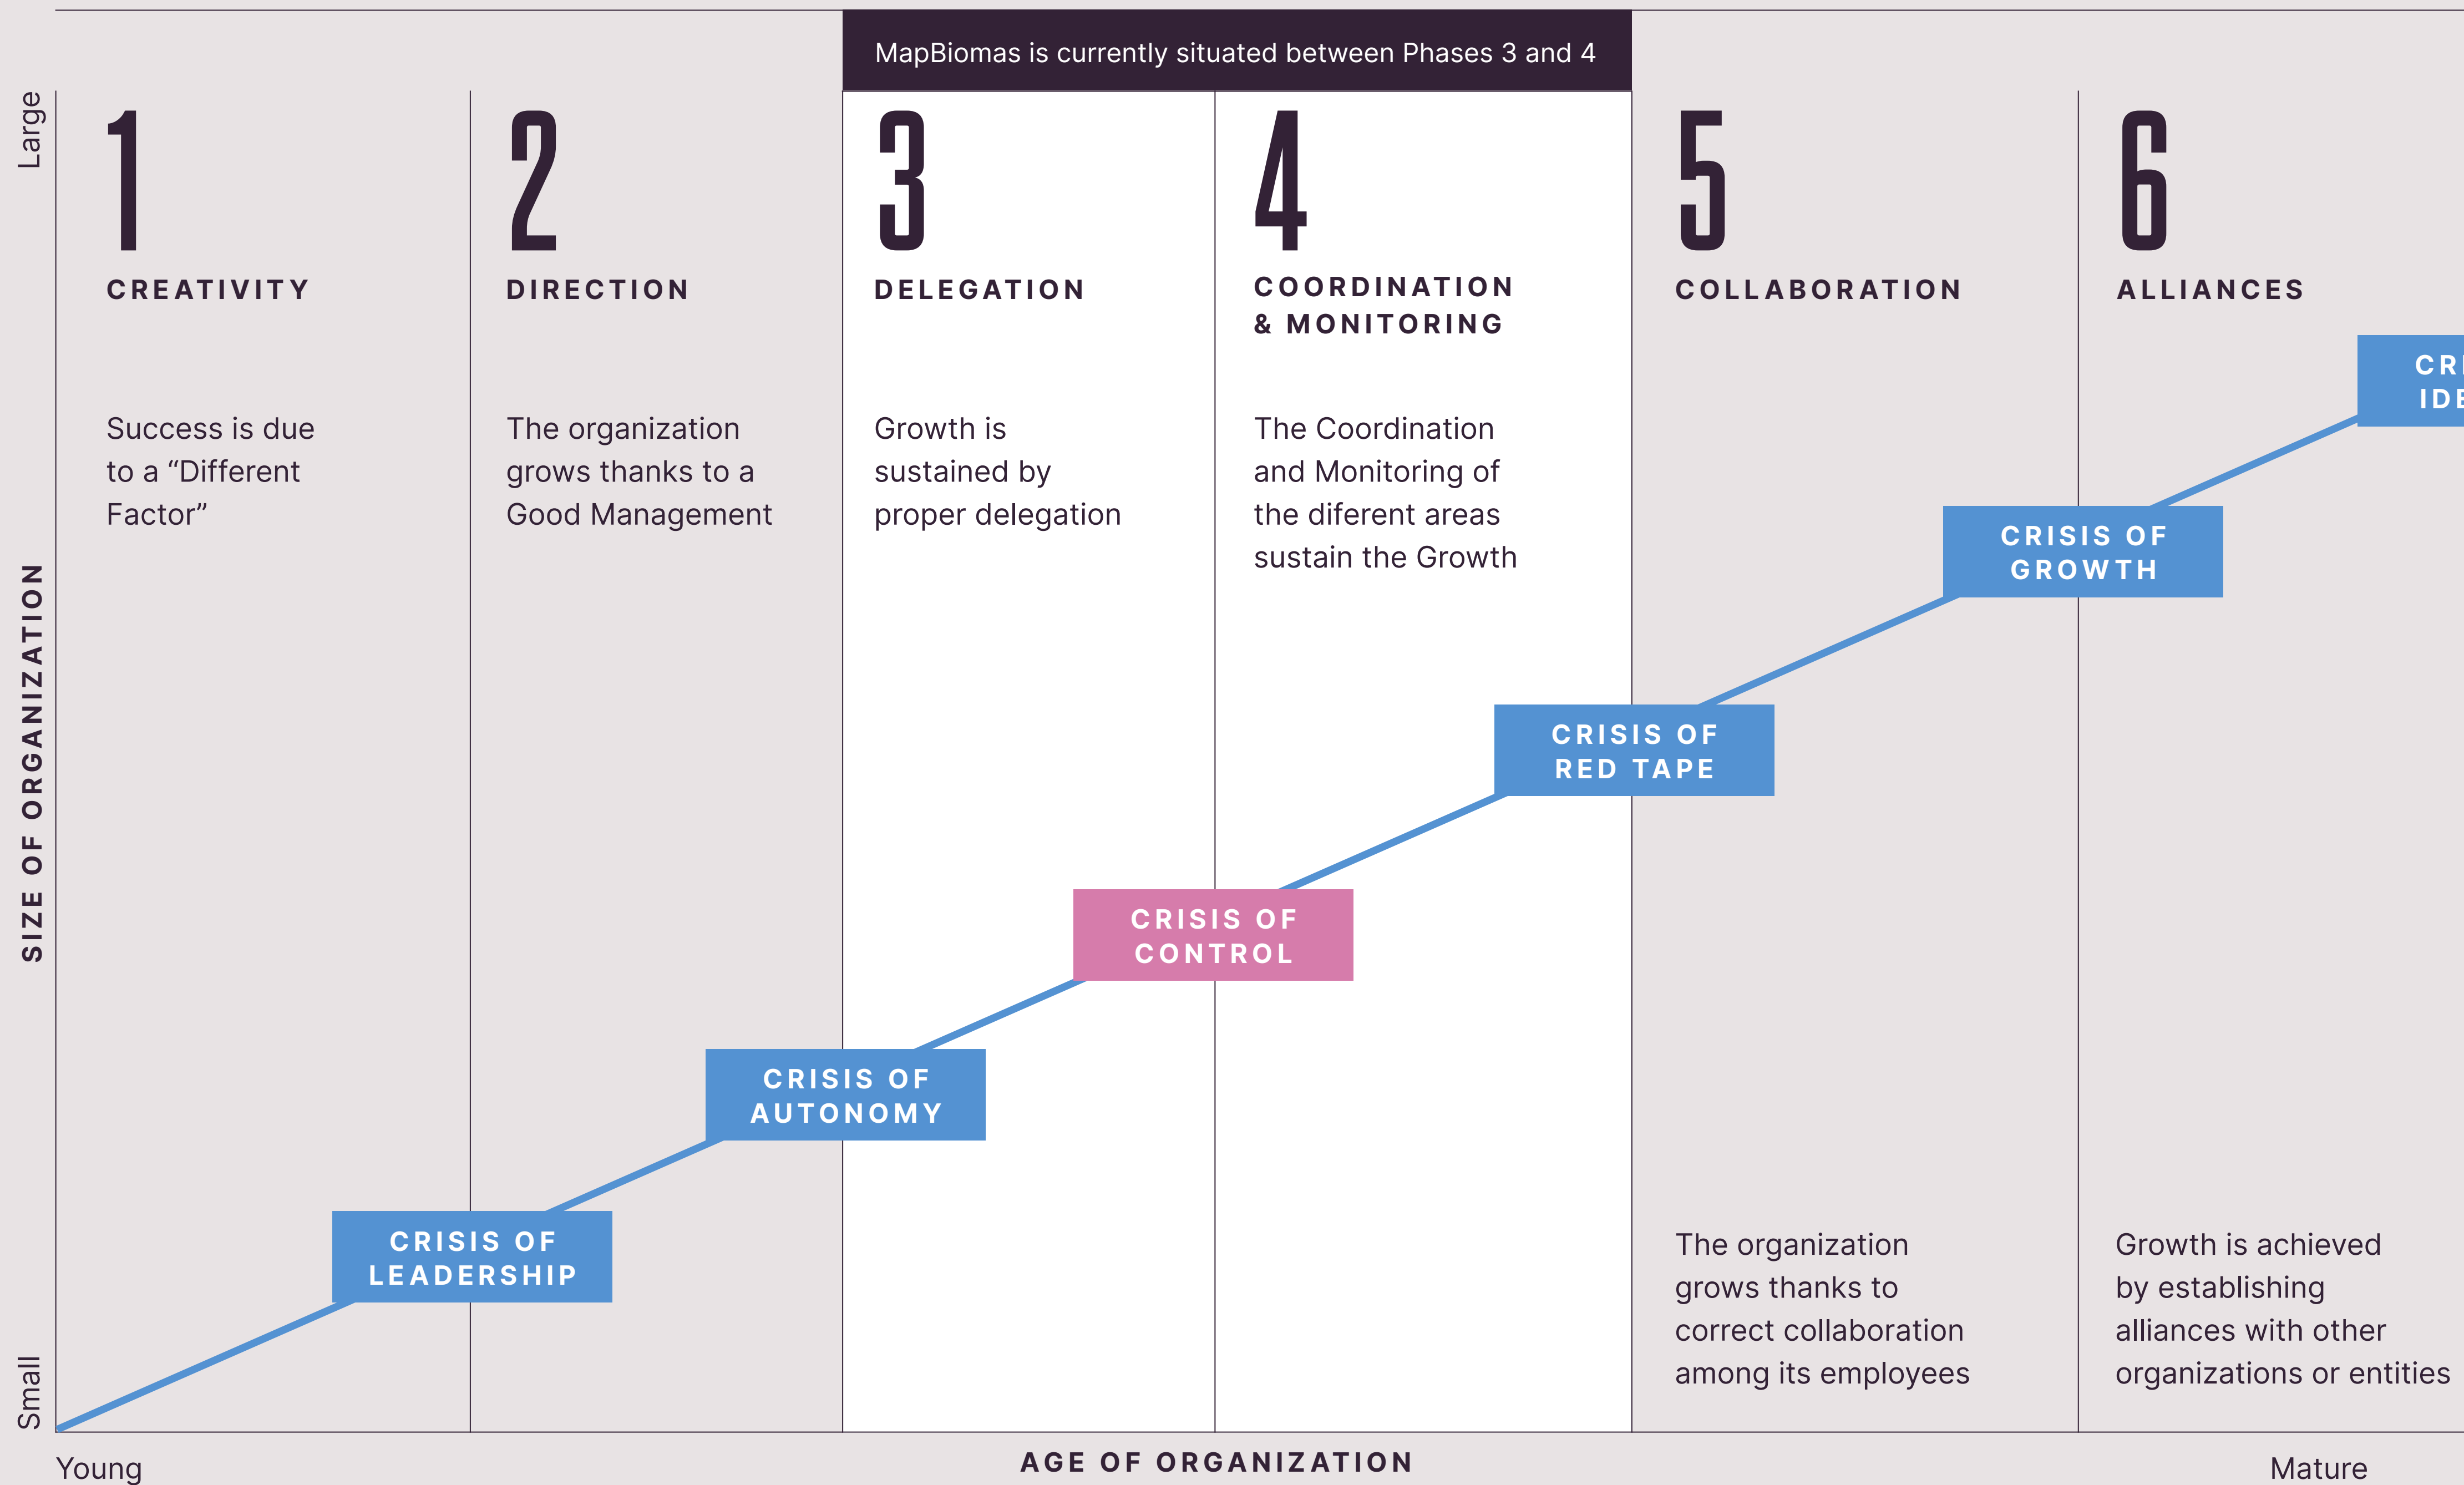 MapBiomas is currently situated between Phases 3 and 4
Large
SIZE OF ORGANIZATION
Small
1
CREATIVITY
Success is due
to a “Different
Factor”
2
DIRECTION
The organization
grows thanks to a
Good Management
3
DELEGATION
Growth is
sustained by
proper delegation
4
COORDINATION
& MONITORING
The Coordination
and Monitoring of
the diferent areas
sustain the Growth
5
COLLABORATION
The organization
grows thanks to
correct collaboration
among its employees
6
ALLIANCES
Growth is achieved
by establishing
alliances with other
organizations or entities
CRISIS OF
LEADERSHIP
CRISIS OF
AUTONOMY
CRISIS OF
CONTROL
CRISIS OF
RED TAPE
CRISIS OF
GROWTH
Young
AGE OF ORGANIZATION
Mature